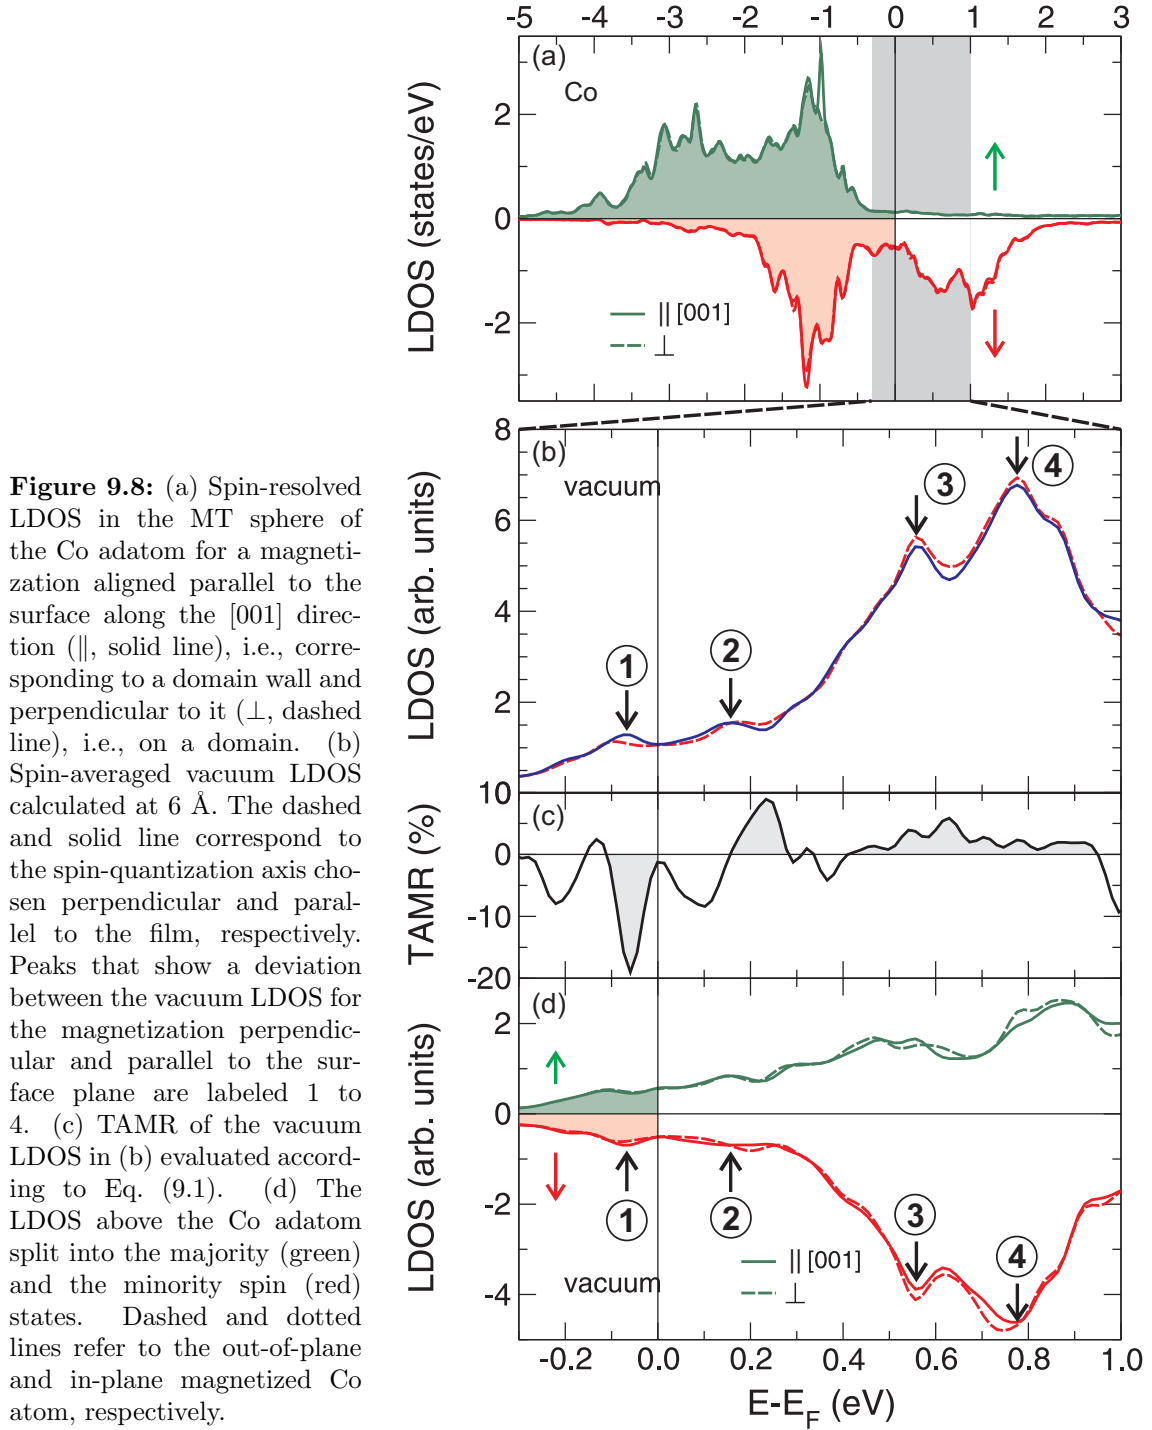 Figure 9.8: (a) Spin-resolved
LDOS in the MT sphere of
the Co adatom for a magneti-
zation aligned parallel to the
surface along the [001] direc-
tion (∥, solid line), i.e., corre-
sponding to a domain wall and
perpendicular to it (⊥, dashed
line), i.e., on a domain. (b)
Spin-averaged vacuum LDOS
calculated at 6 Å. The dashed
and solid line correspond to
the spin-quantization axis cho-
sen perpendicular and paral-
lel to the film, respectively.
Peaks that show a deviation
between the vacuum LDOS for
the magnetization perpendic-
ular and parallel to the sur-
face plane are labeled 1 to
4. (c) TAMR of the vacuum
LDOS in (b) evaluated accord-
ing to Eq. (9.1). (d) The
LDOS above the Co adatom
split into the majority (green)
and the minority spin (red)
states. Dashed and dotted
lines refer to the out-of-plane
and in-plane magnetized Co
atom, respectively.
-5 -4 -3 -2 -1 0 1 2 3
(a)
Co
LDOS (states/eV)
2
0
-2
∥ [001]
⊥
(b)
vacuum
LDOS (arb. units)
8
6
4
2
1
2
3
4
(c)
TAMR (%)
10
0
-10
-20
(d)
LDOS (arb. units)
2
0
-2
-4
1
2
3
4
∥ [001]
⊥
vacuum
-0.2 0.0 0.2 0.4 0.6 0.8 1.0
E-EF (eV)